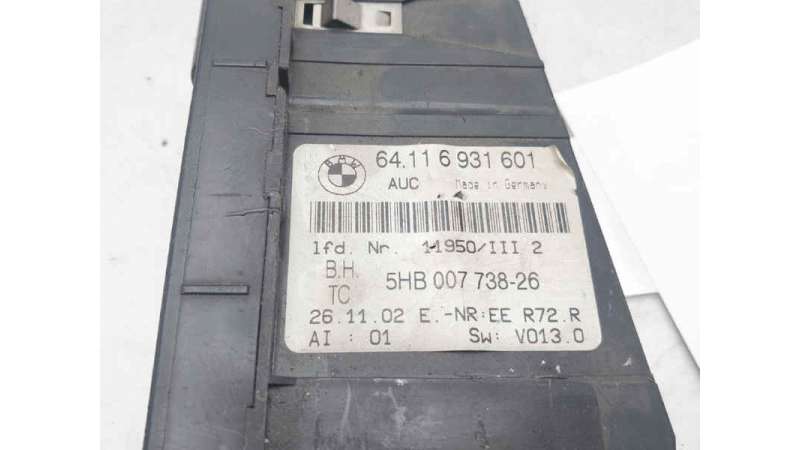 BMW
64.11 6 931 601
AUC Made in Germany
lfd. Nr. 11950/III 2
B.H.
TC
5HB 007 738-26
26.11.02 E.-NR:EE R72.R
AI : 01 Sw: V013.0